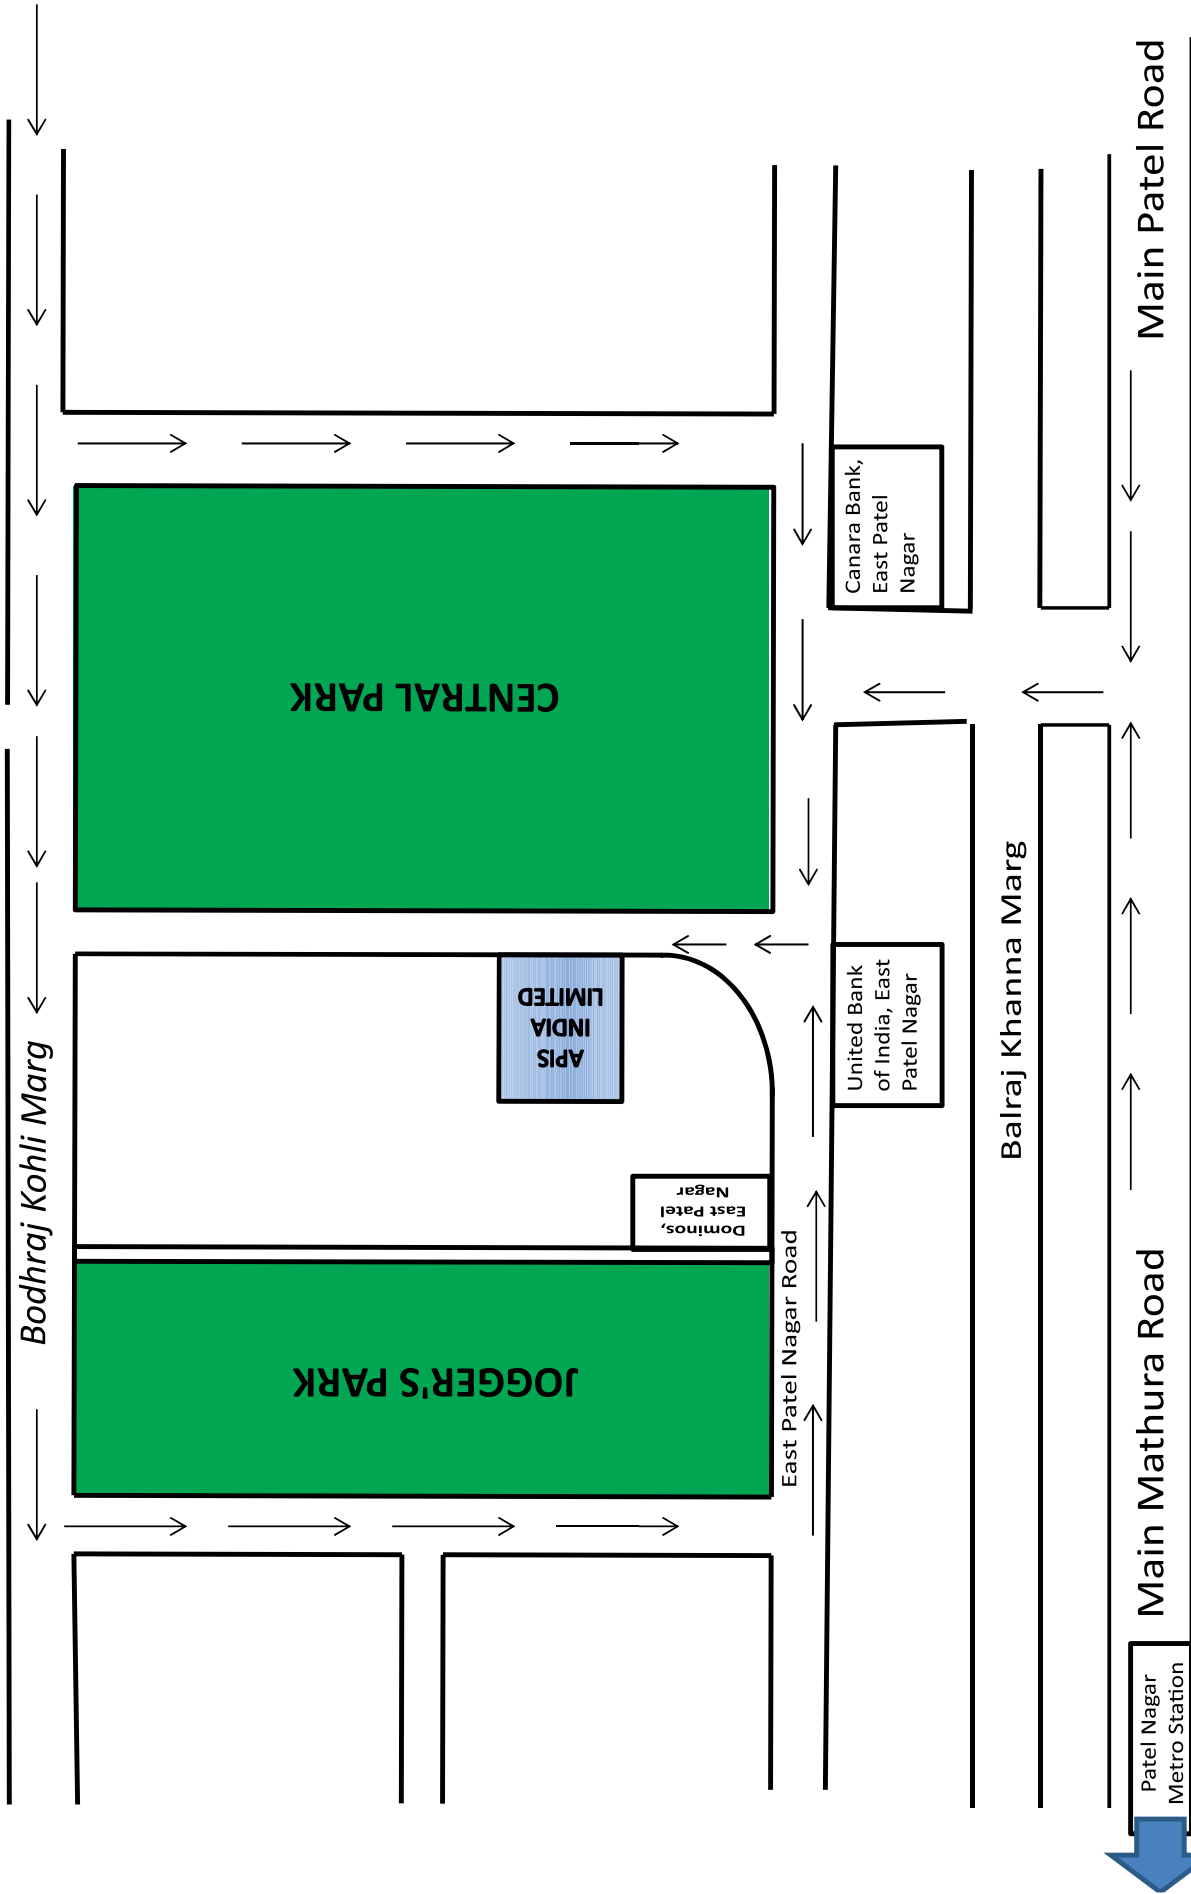 Main Patel Road
Canara Bank,
East Patel
Nagar
CENTRAL PARK
Balraj Khanna Marg
United Bank
of India, East
Patel Nagar
APIS
INDIA
LIMITED
Bodhraj Kohli Marg
Dominos,
East Patel
Nagar
East Patel Nagar Road
JOGGER'S PARK
Main Mathura Road
Patel Nagar
Metro Station